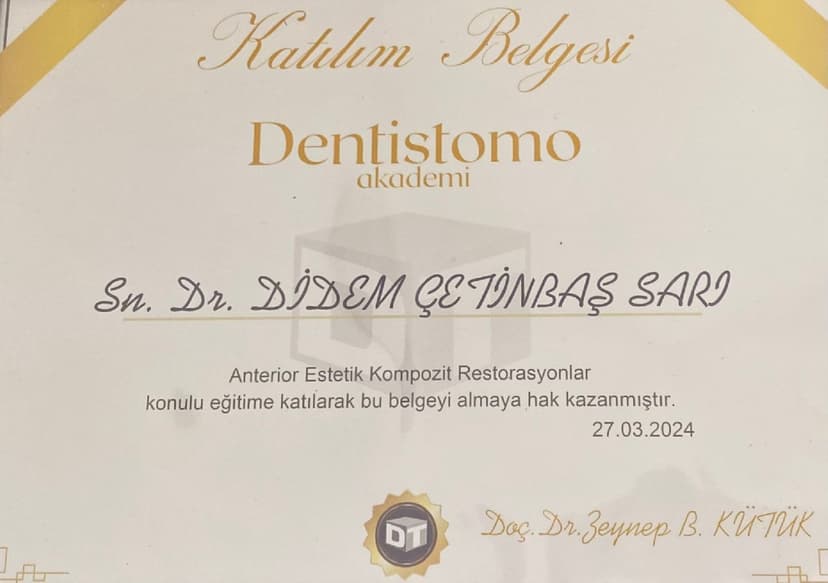 Katılım Belgesi
Dentistomo
akademi
Sn. Dr. DİDEM ÇETİNBAŞ SARI
Anterior Estetik Kompozit Restorasyonlar
konulu eğitime katılarak bu belgeyi almaya hak kazanmıştır.
27.03.2024
DT
Doç. Dr. Zeynep B. KÜTÜK